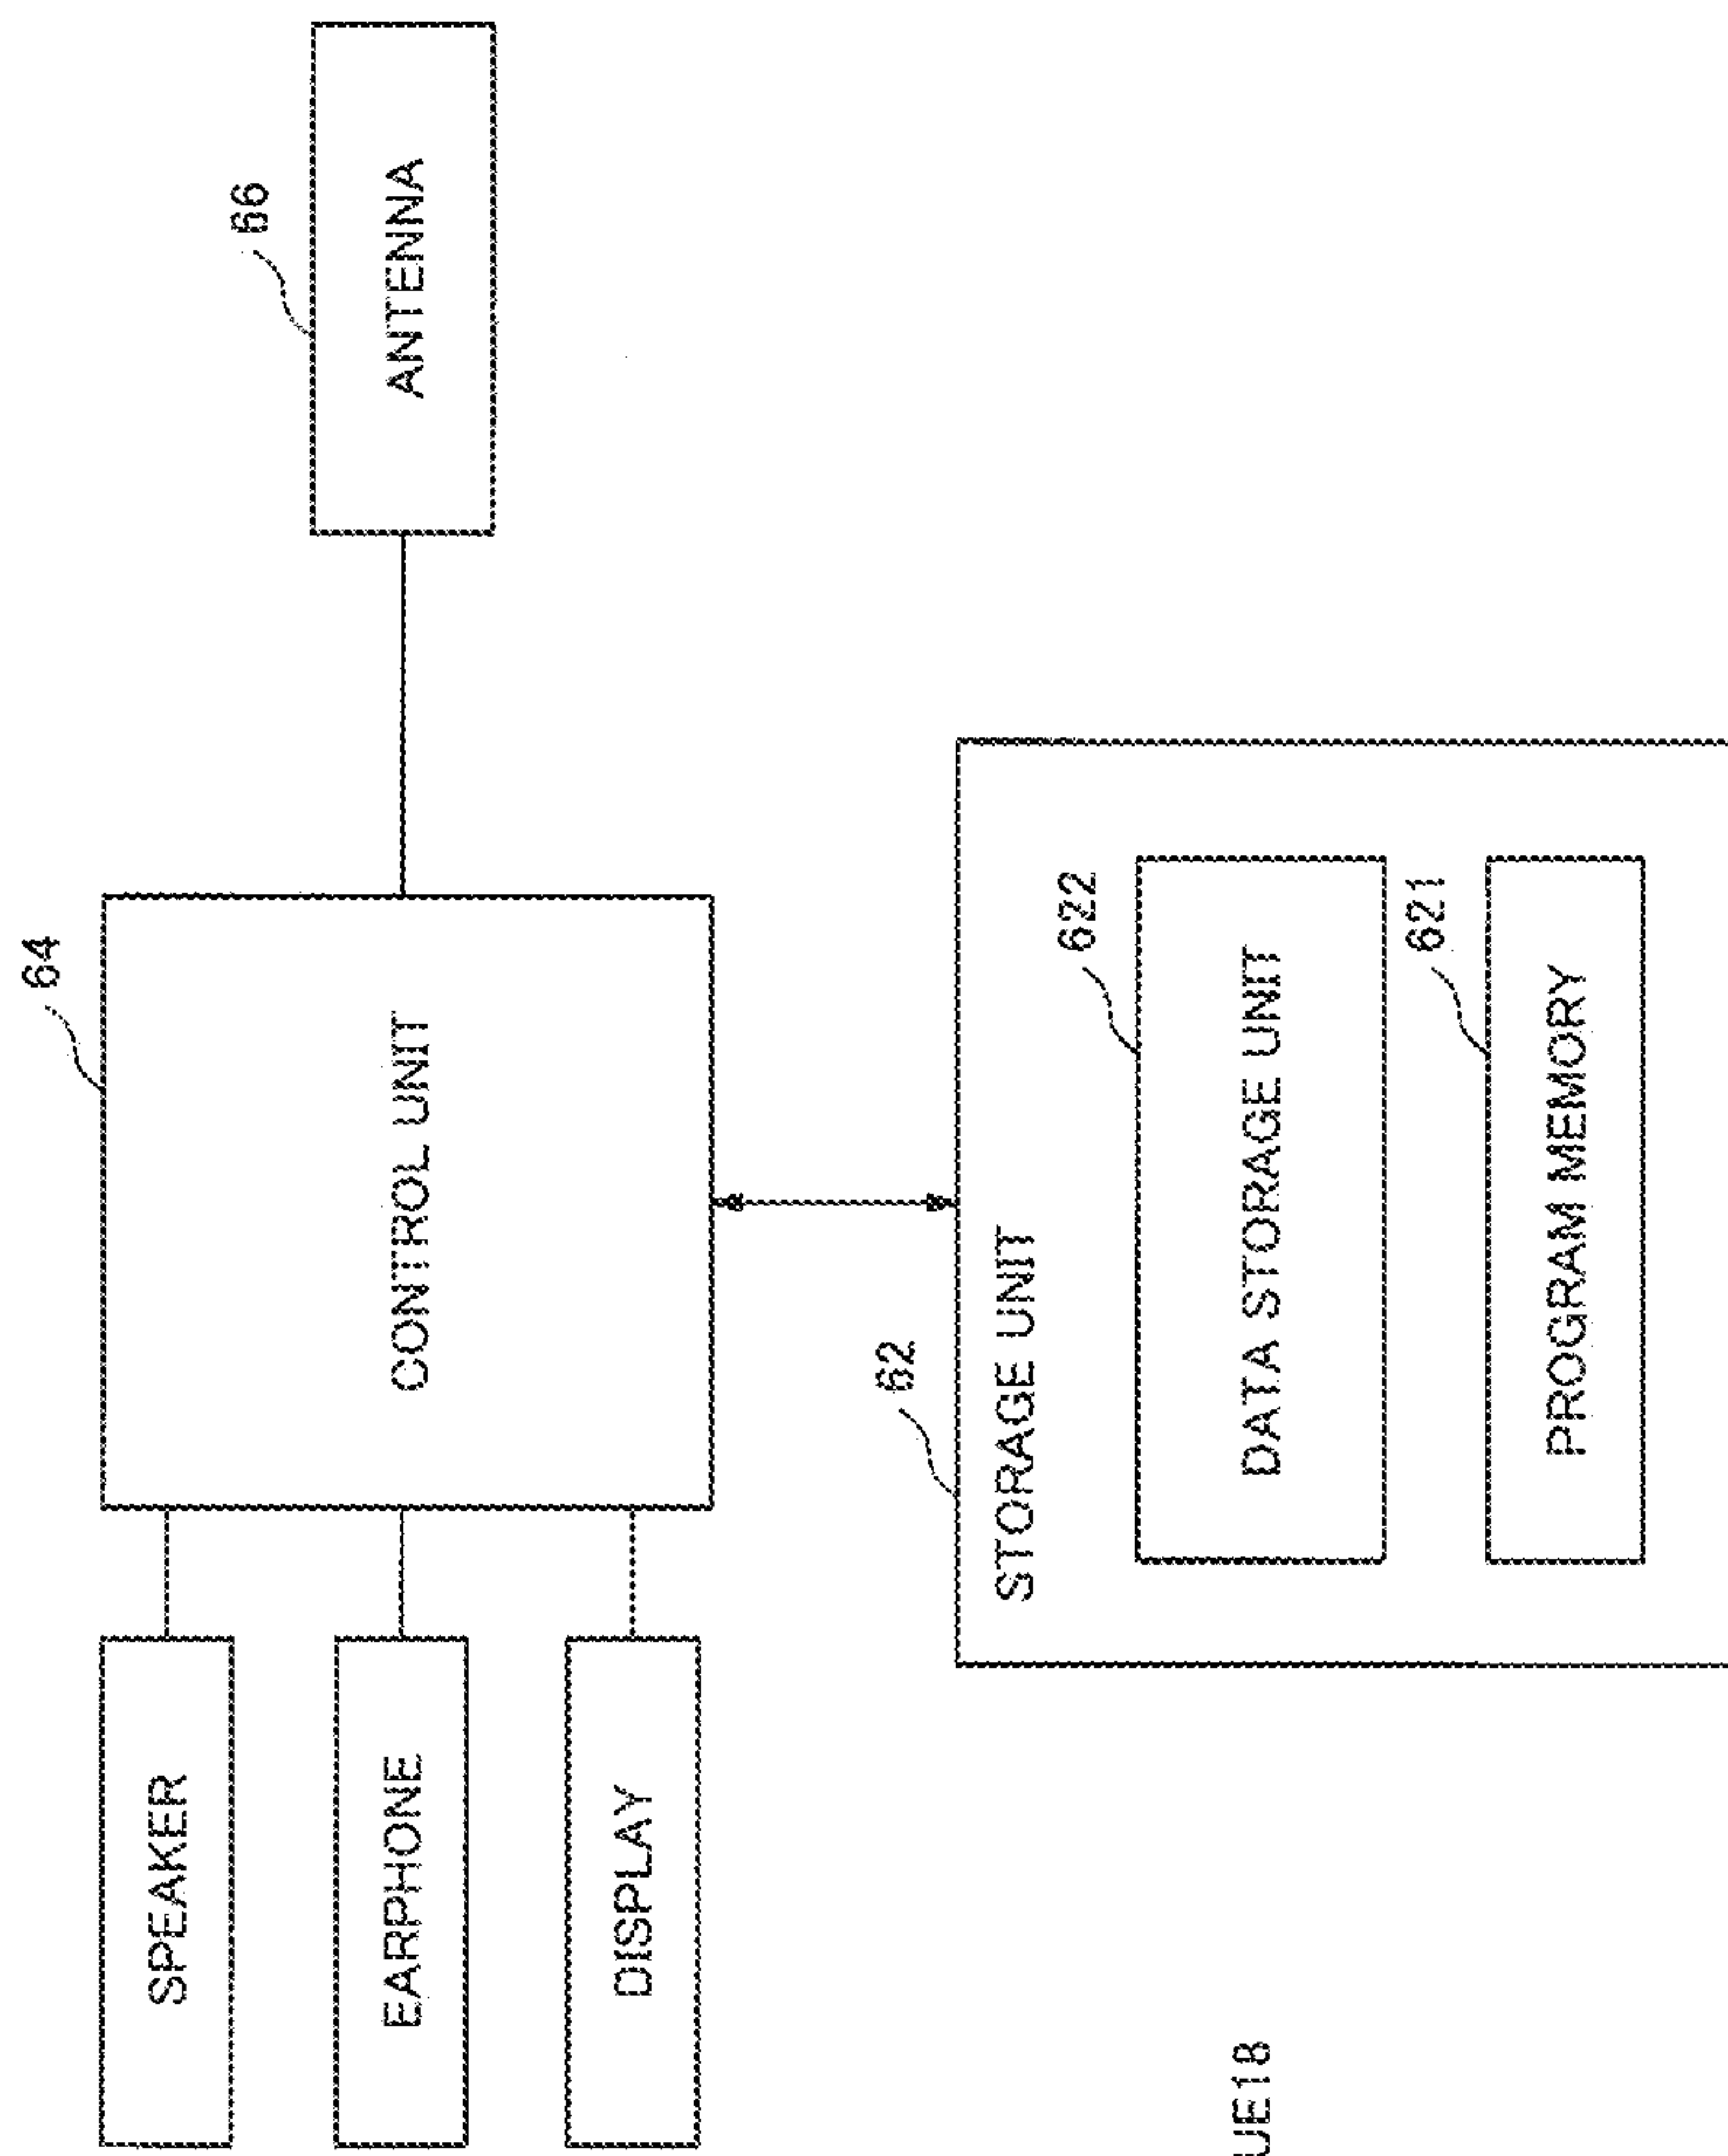 SPEAKER
EARPHONE
DISPLAY
64
CONTROL UNIT
66
ANTENNA
62
STORAGE UNIT
622
DATA STORAGE UNIT
621
PROGRAM MEMORY
UE18